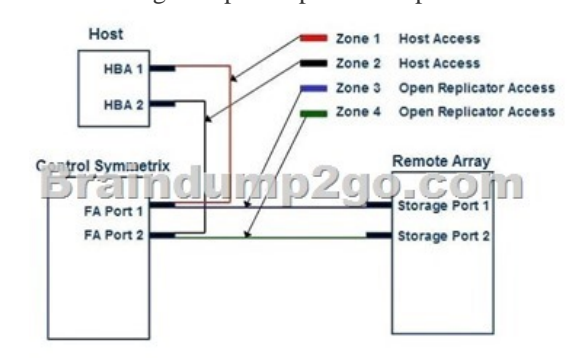 Host
HBA 1
HBA 2
Zone 1 Host Access
Zone 2 Host Access
Zone 3 Open Replicator Access
Zone 4 Open Replicator Access
Control Symmetrix
FA Port 1
FA Port 2
Remote Array
Storage Port 1
Storage Port 2
Braindump2go.com